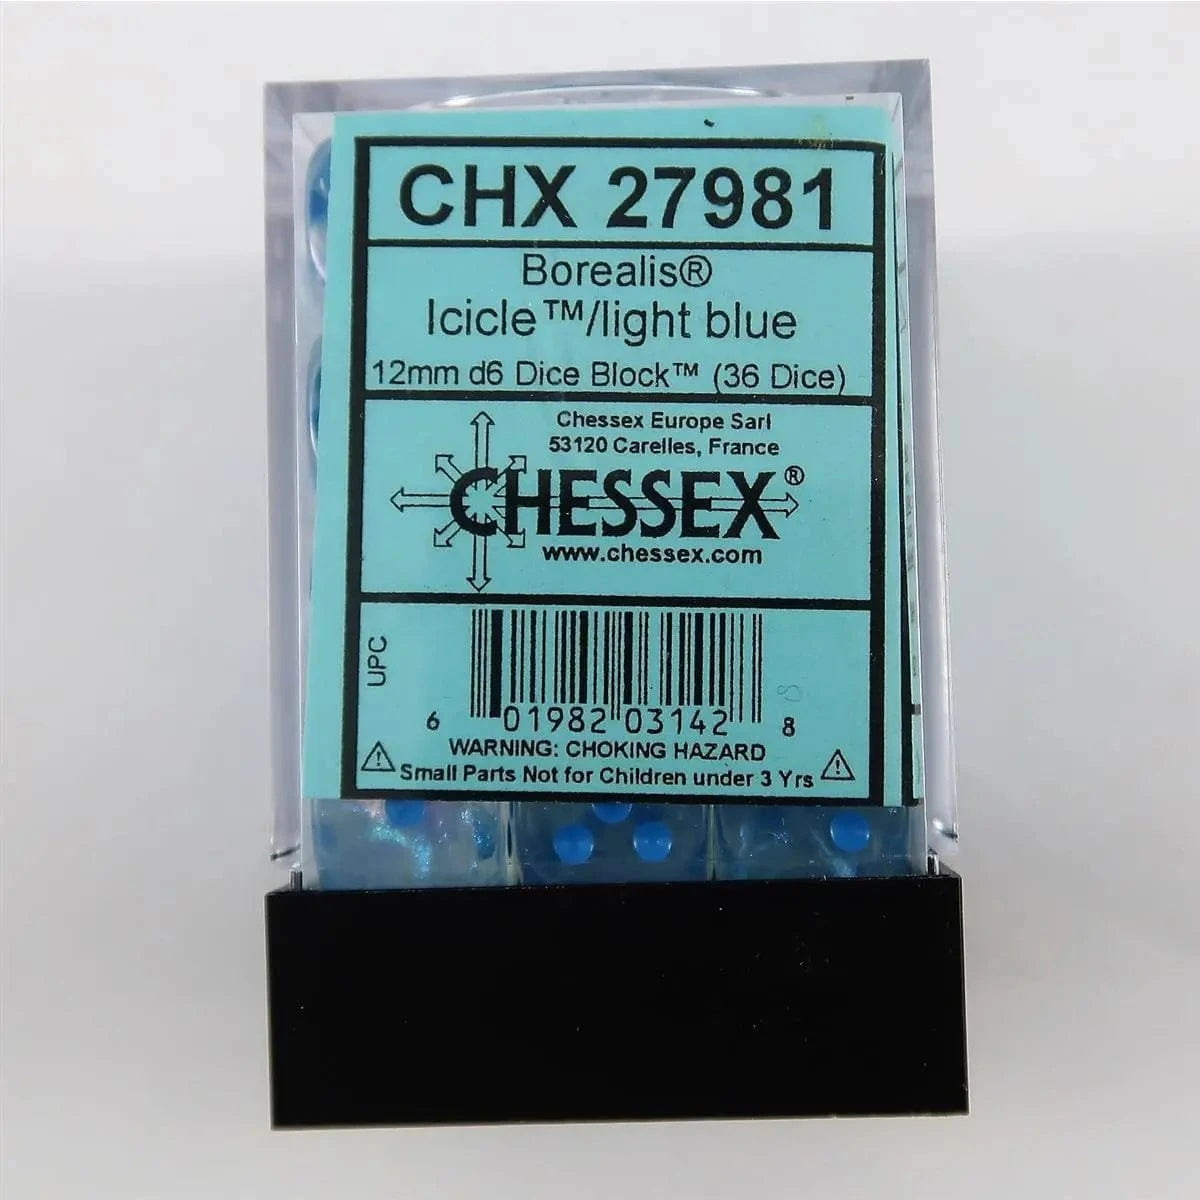 CHX 27981
Borealis®
Icicle™/light blue
12mm d6 Dice Block™ (36 Dice)
Chessex Europe Sarl
53120 Carelles, France
CHESSEX®
www.chessex.com
UPC
6 01982 03142 8
WARNING: CHOKING HAZARD
Small Parts Not for Children under 3 Yrs